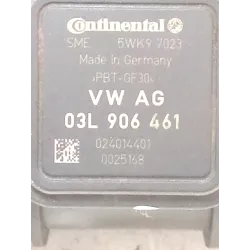 Continental
SME 5WK9 7023
Made in Germany
>PBT-GF30<
VW AG
03L 906 461
024014401
0025168